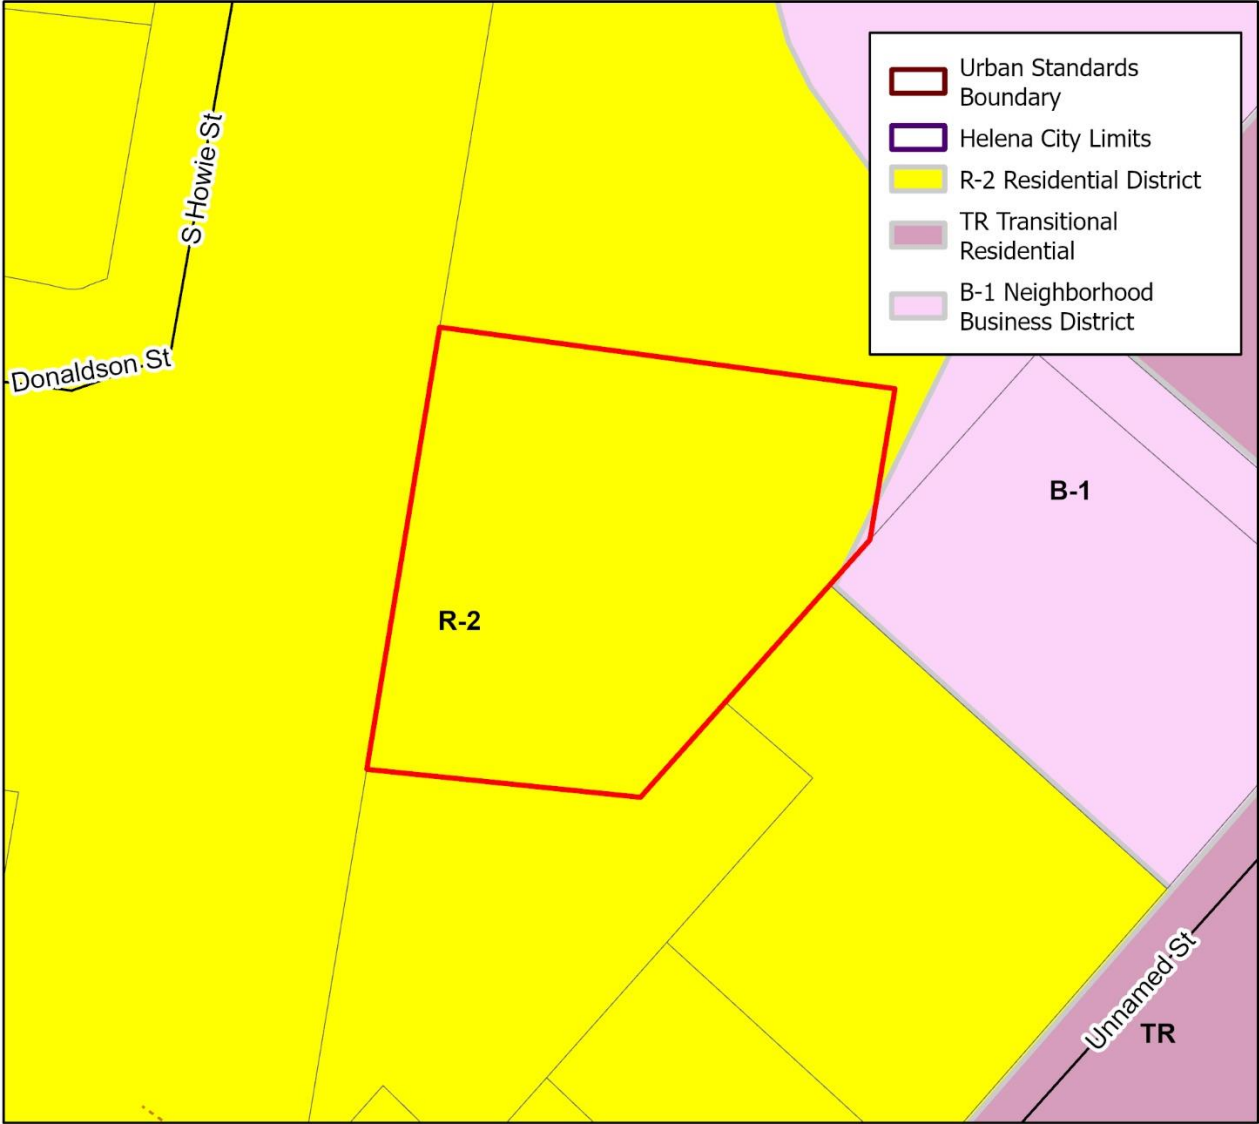 Urban Standards
Boundary
Helena City Limits
R-2 Residential District
TR Transitional
Residential
B-1 Neighborhood
Business District
S Howie St
Donaldson St
B-1
R-2
Unnamed St
TR